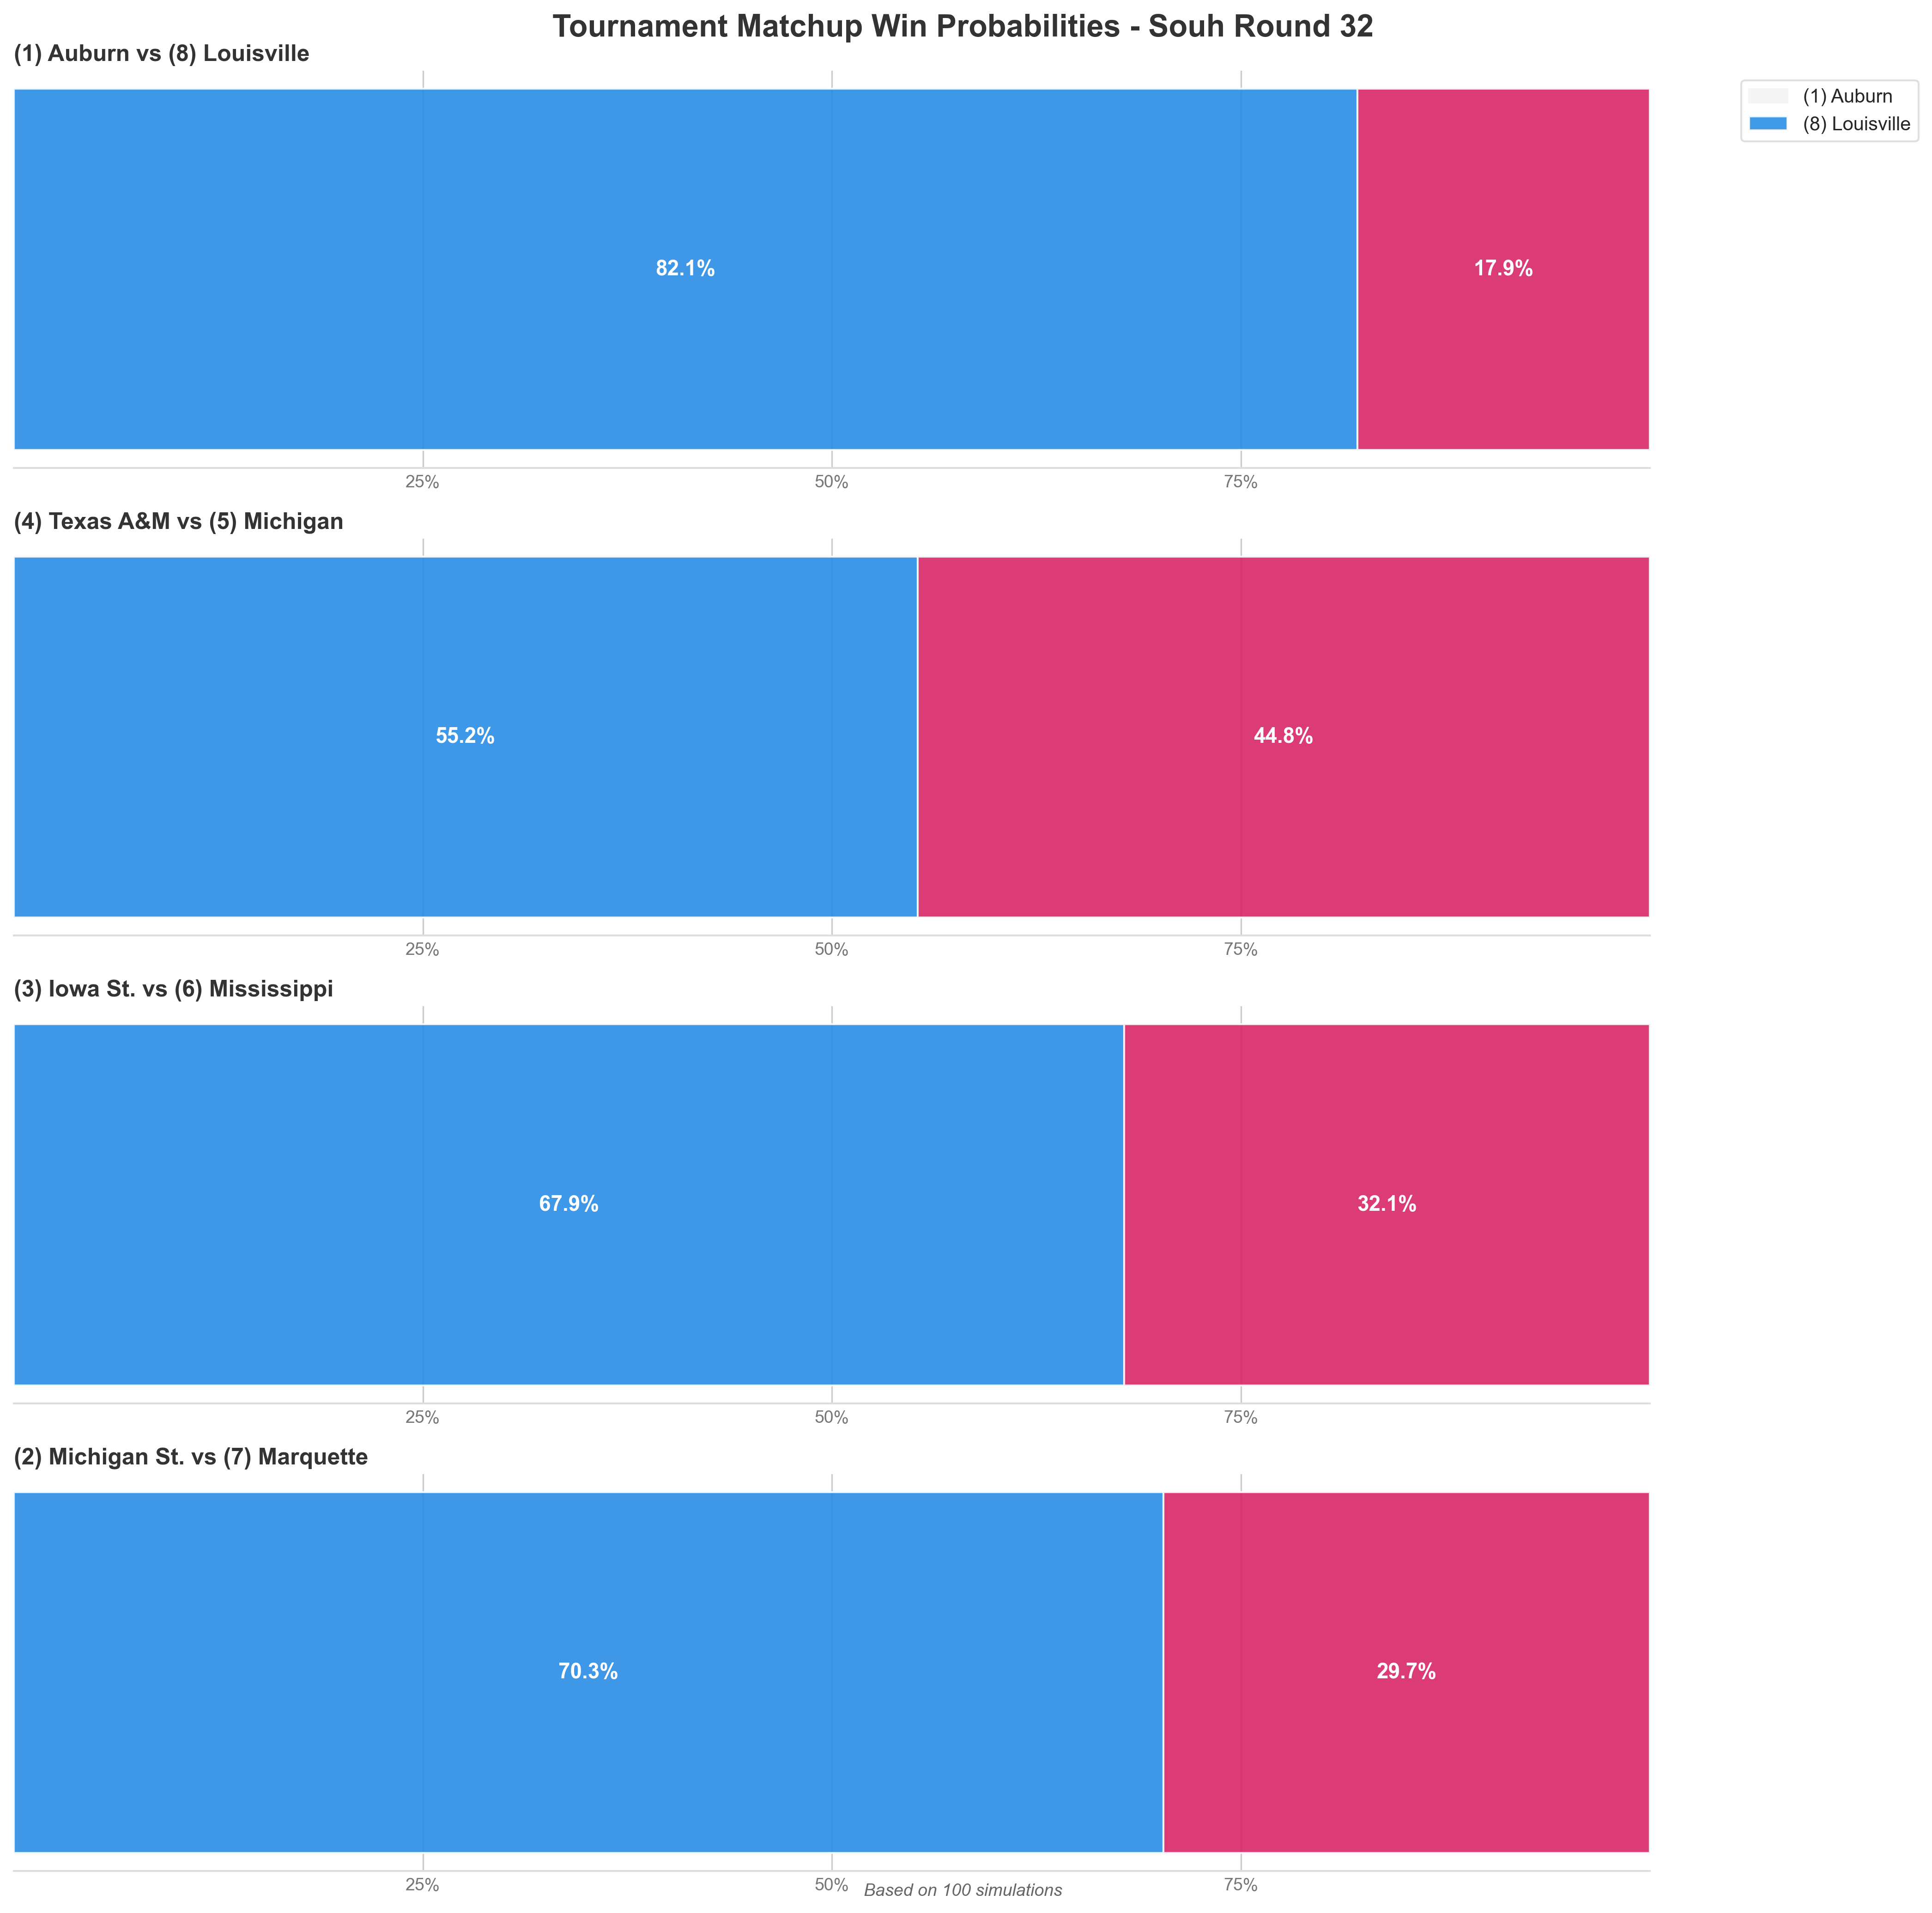 Tournament Matchup Win Probabilities - Souh Round 32
(1) Auburn vs (8) Louisville
(1) Auburn
(8) Louisville
82.1% 17.9%
25% 50% 75%
(4) Texas A&M vs (5) Michigan
55.2% 44.8%
25% 50% 75%
(3) Iowa St. vs (6) Mississippi
67.9% 32.1%
25% 50% 75%
(2) Michigan St. vs (7) Marquette
70.3% 29.7%
25% 50% 75%
Based on 100 simulations